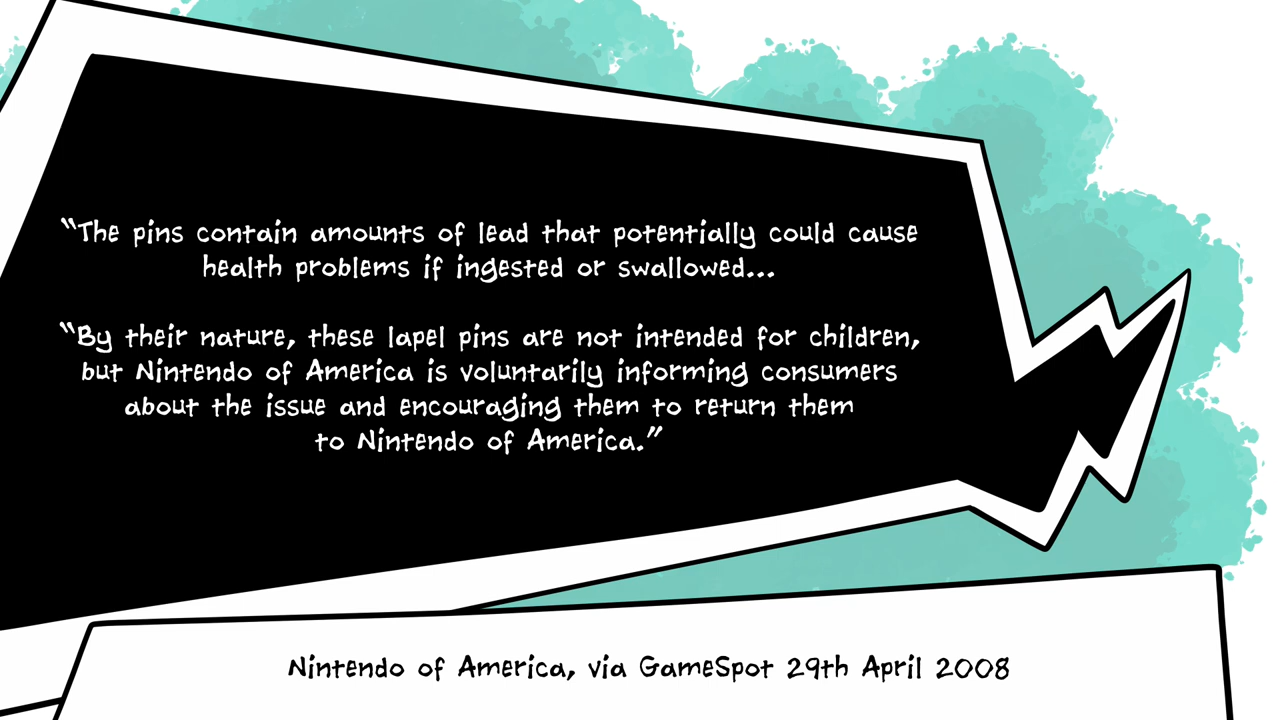 “The pins contain amounts of lead that potentially could cause
health problems if ingested or swallowed...
“By their nature, these lapel pins are not intended for children,
but Nintendo of America is voluntarily informing consumers
about the issue and encouraging them to return them
to Nintendo of America.”
Nintendo of America, via GameSpot 29th April 2008